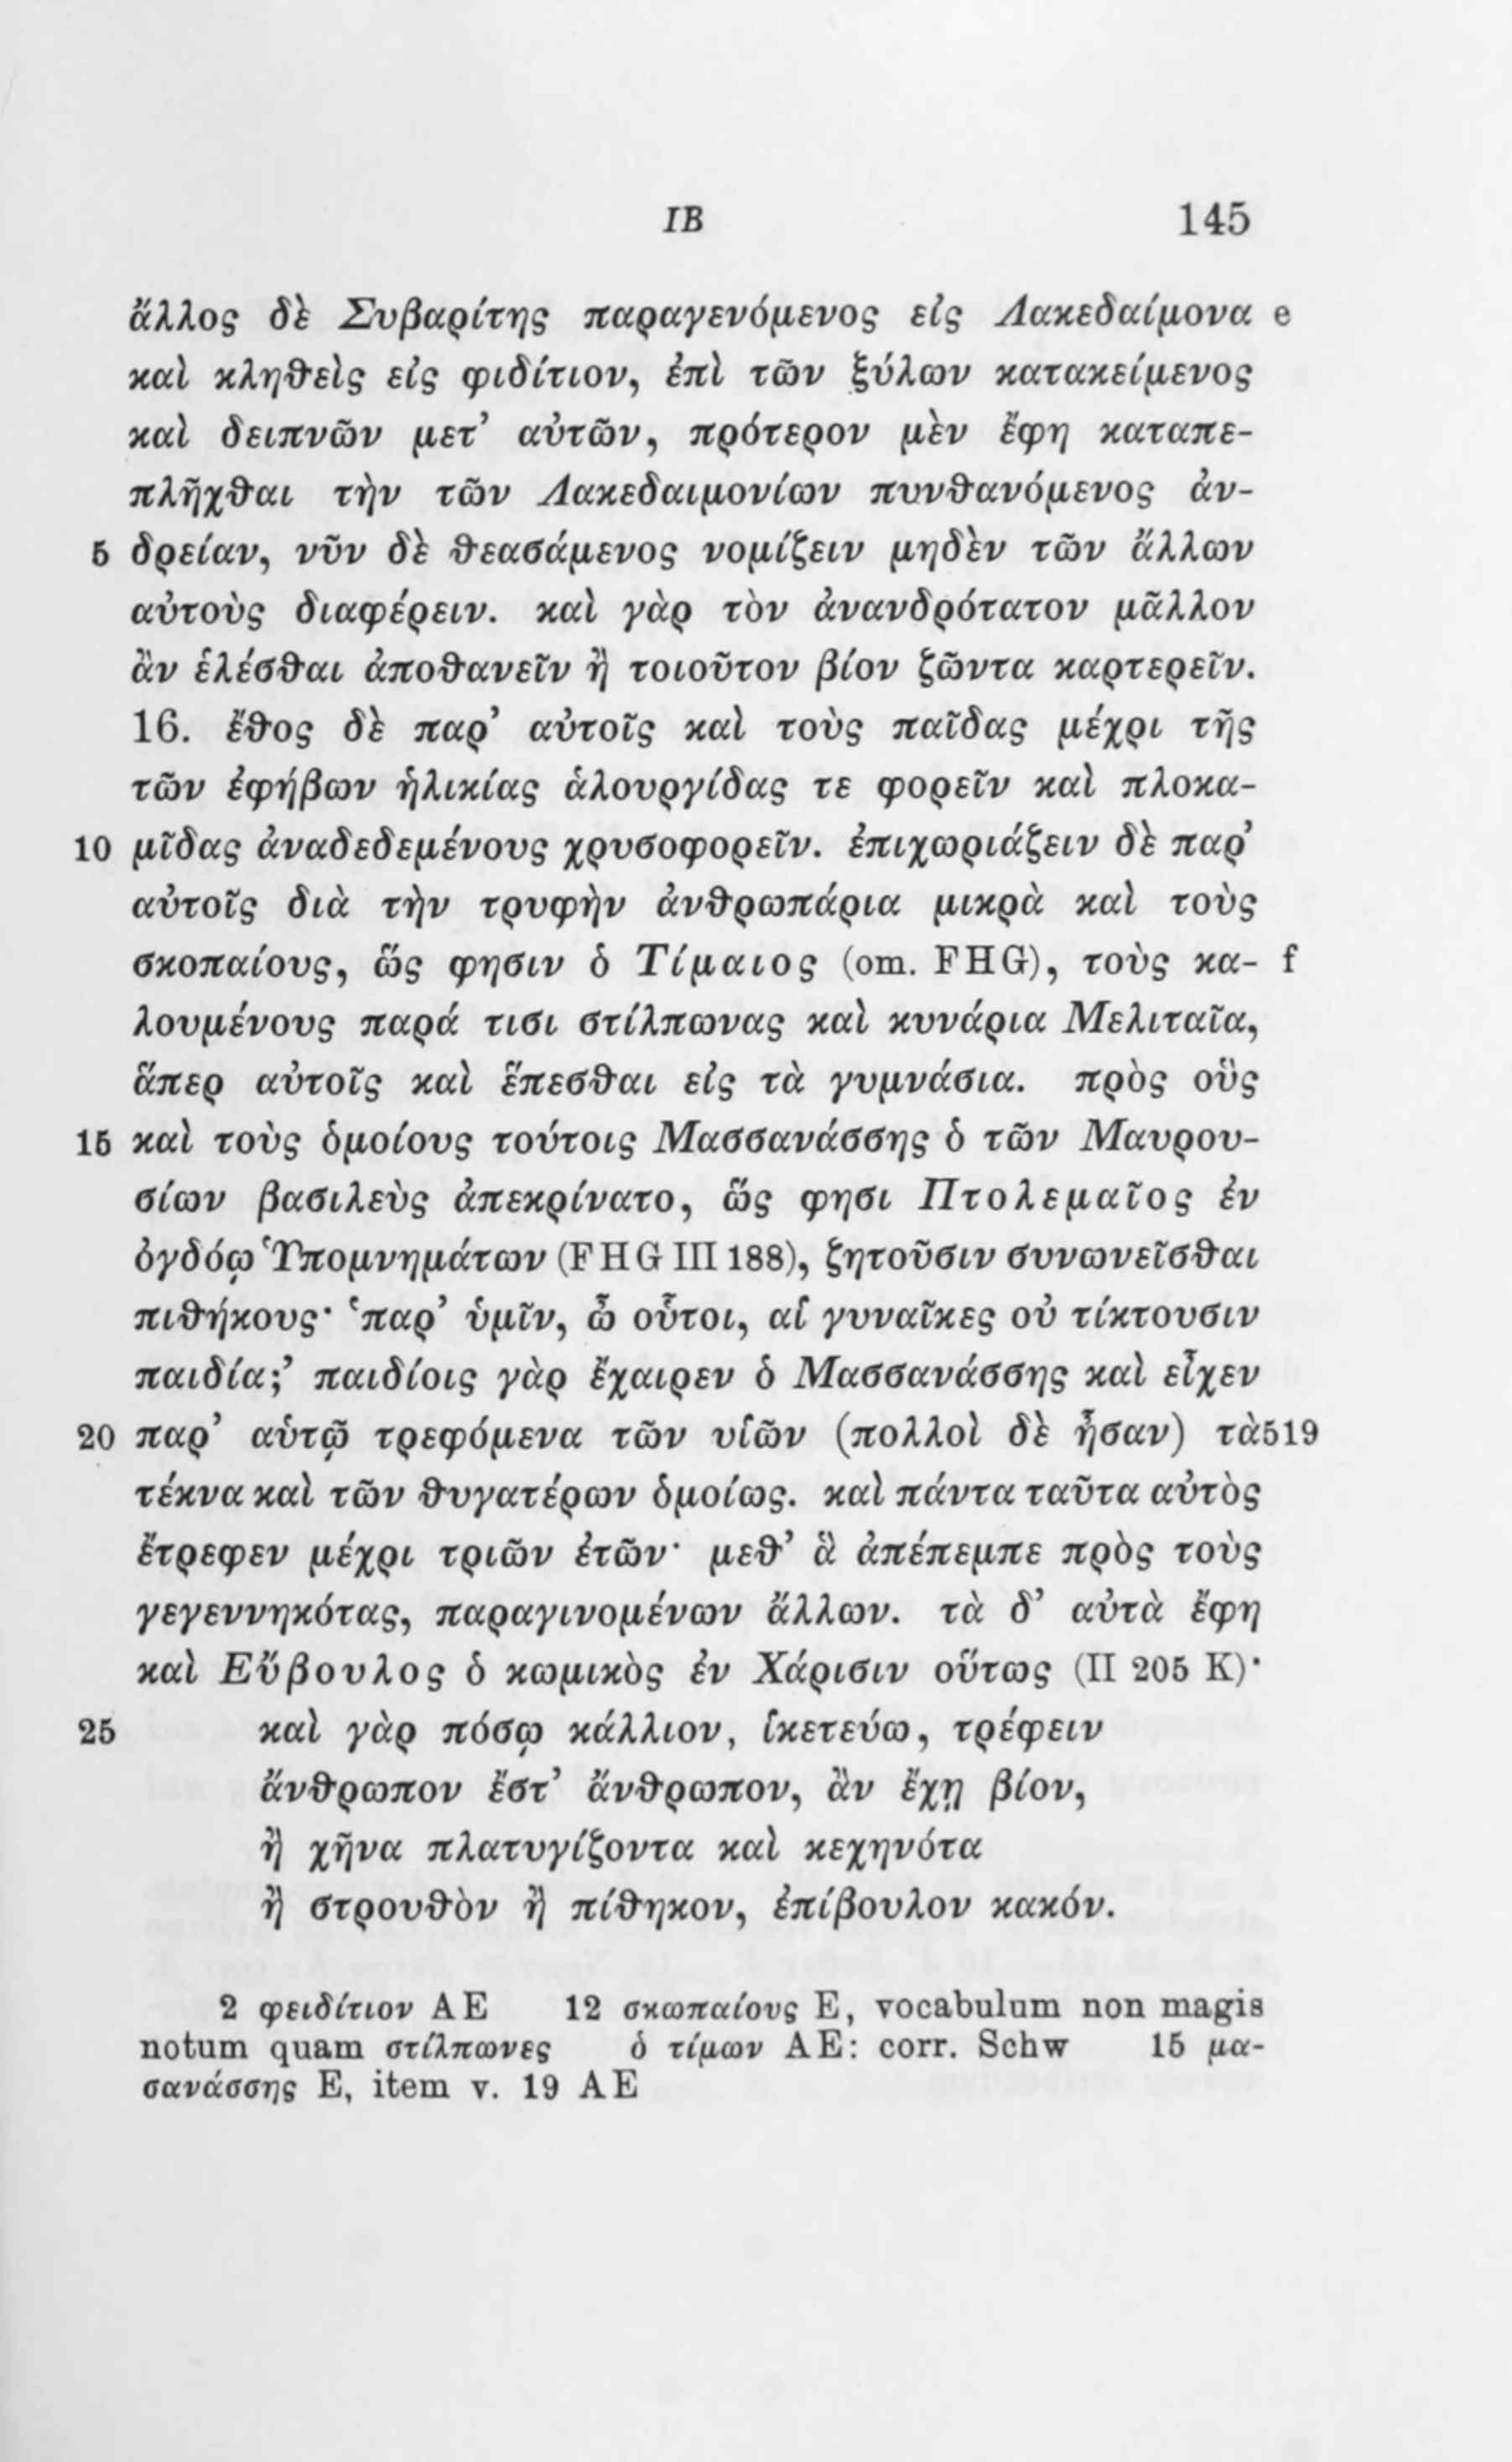 IB 145
ἄλλος δὲ Συβαρίτης παραγενόμενος εἰς Λακεδαίμονα e
καὶ κληθεὶς εἰς φιδίτιον, ἐπὶ τῶν ξύλων κατακείμενος
καὶ δειπνῶν μετ’ αὐτῶν, πρότερον μὲν ἔφη καταπε-
πλῆχθαι τὴν τῶν Λακεδαιμονίων πυνθανόμενος ἀν-
5 δρείαν, νῦν δὲ θεασάμενος νομίζειν μηδὲν τῶν ἄλλων
αὐτοὺς διαφέρειν. καὶ γὰρ τὸν ἀνανδρότατον μᾶλλον
ἂν ἑλέσθαι ἀποθανεῖν ἢ τοιοῦτον βίον ζῶντα καρτερεῖν.
16. ἔθος δὲ παρ’ αὐτοῖς καὶ τοὺς παῖδας μέχρι τῆς
τῶν ἐφήβων ἡλικίας ἁλουργίδας τε φορεῖν καὶ πλοκα-
10 μῖδας ἀναδεδεμένους χρυσοφορεῖν. ἐπιχωριάζειν δὲ παρ’
αὐτοῖς διὰ τὴν τρυφὴν ἀνθρωπάρια μικρὰ καὶ τοὺς
σκοπαίους, ὥς φησιν ὁ Τίμαιος (om. FHG), τοὺς κα- f
λουμένους παρά τισι στίλπωνας καὶ κυνάρια Μελιταῖα,
ἅπερ αὐτοῖς καὶ ἕπεσθαι εἰς τὰ γυμνάσια. πρὸς οὓς
15 καὶ τοὺς ὁμοίους τούτοις Μασσανάσσης ὁ τῶν Μαυρου-
σίων βασιλεὺς ἀπεκρίνατο, ὥς φησι Πτολεμαῖος ἐν
ὀγδόῳ Ὑπομνημάτων (FHG III 188), ζητοῦσιν συνωνεῖσθαι
πιθήκους· ‘παρ’ ὑμῖν, ὦ οὗτοι, αἱ γυναῖκες οὐ τίκτουσιν
παιδία;’ παιδίοις γὰρ ἔχαιρεν ὁ Μασσανάσσης καὶ εἶχεν
20 παρ’ αὑτῷ τρεφόμενα τῶν υἱῶν (πολλοὶ δὲ ἦσαν) τὰ 519
τέκνα καὶ τῶν θυγατέρων ὁμοίως. καὶ πάντα ταῦτα αὐτὸς
ἔτρεφεν μέχρι τριῶν ἐτῶν· μεθ’ ἃ ἀπέπεμπε πρὸς τοὺς
γεγεννηκότας, παραγινομένων ἄλλων. τὰ δ’ αὐτὰ ἔφη
καὶ Εὔβουλος ὁ κωμικὸς ἐν Χάρισιν οὕτως (II 205 K)·
25 καὶ γὰρ πόσῳ κάλλιον, ἱκετεύω, τρέφειν
ἄνθρωπον ἔστ’ ἄνθρωπον, ἂν ἔχῃ βίον,
ἢ χῆνα πλατυγίζοντα καὶ κεχηνότα
ἢ στρουθὸν ἢ πίθηκον, ἐπίβουλον κακόν.
2 φειδίτιον AE 12 σκωπαίους E, vocabulum non magis
notum quam στίλπωνες ὁ τίμων AE: corr. Schw 15 μα-
σανάσσης E, item v. 19 AE